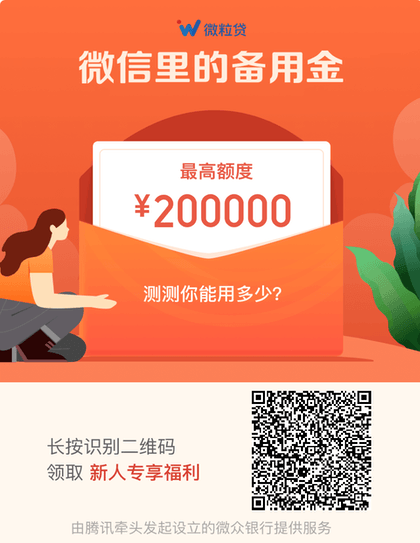 微粒贷
微信里的备用金
最高额度
¥200000
测测你能用多少?
长按识别二维码
领取 新人专享福利
由腾讯牵头发起设立的微众银行提供服务